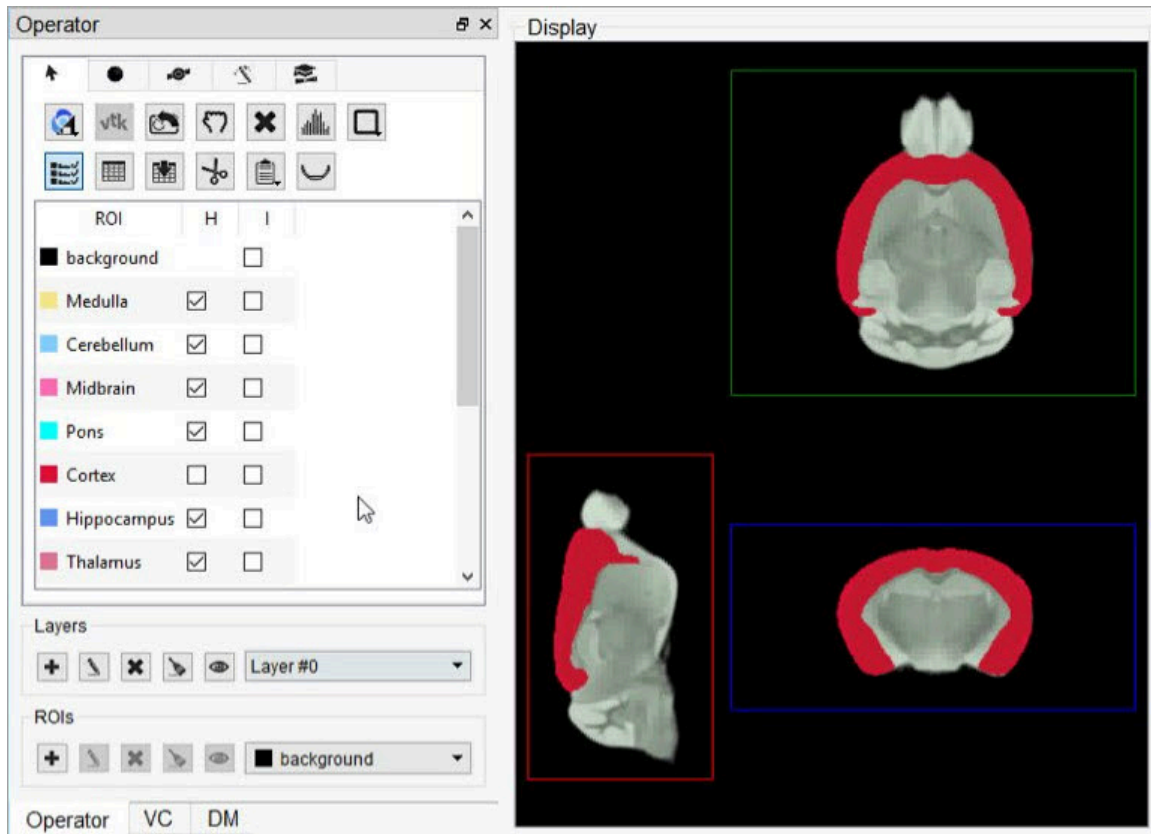 Operator
Display
vtk
ROI H I
background
Medulla
Cerebellum
Midbrain
Pons
Cortex
Hippocampus
Thalamus
Layers
Layer #0
ROIs
background
Operator VC DM